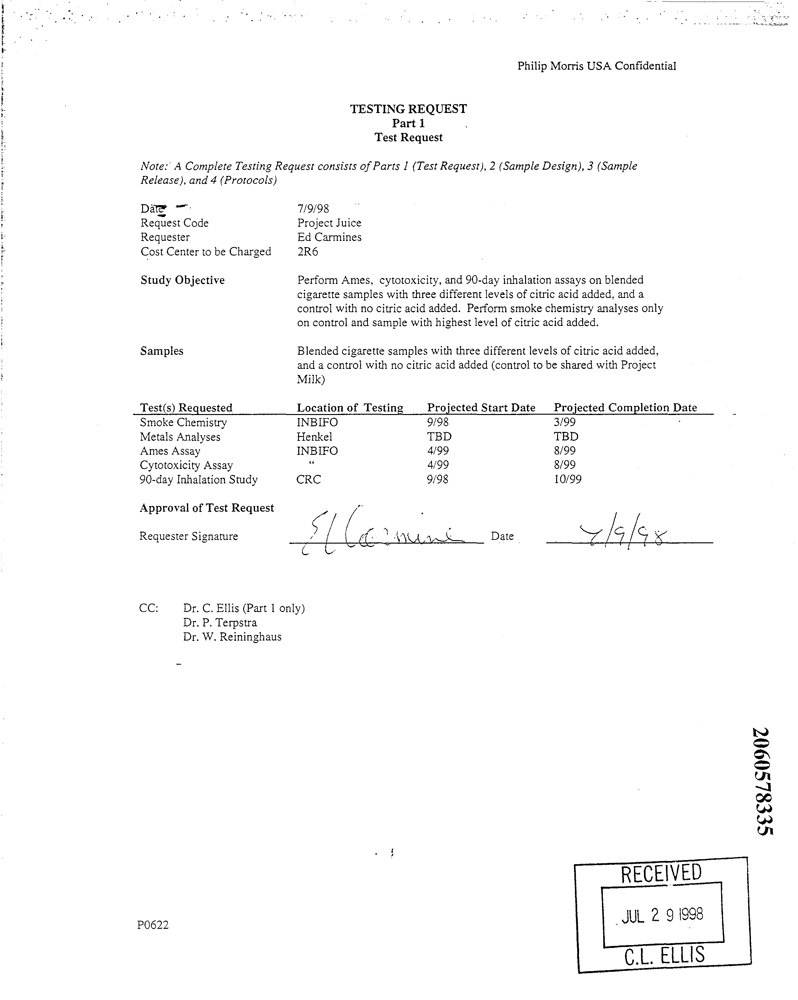 Philip Morris USA Confidential
TESTING REQUEST
Part 1
Test Request
Note: A Complete Testing Request consists of Parts 1 (Test Request), 2 (Sample Design), 3 (Sample
Release), and 4 (Protocols)
Date 7/9/98
Request Code Project Juice
Requester Ed Carmines
Cost Center to be Charged 2R6
Study Objective Perform Ames, cytotoxicity, and 90-day inhalation assays on blended
cigarette samples with three different levels of citric acid added, and a
control with no citric acid added. Perform smoke chemistry analyses only
on control and sample with highest level of citric acid added.
Samples Blended cigarette samples with three different levels of citric acid added,
and a control with no citric acid added (control to be shared with Project
Milk)
Test(s) Requested Location of Testing Projected Start Date Projected Completion Date
Smoke Chemistry INBIFO 9/98 3/99
Metals Analyses Henkel TBD TBD
Ames Assay INBIFO 4/99 8/99
Cytotoxicity Assay " 4/99 8/99
90-day Inhalation Study CRC 9/98 10/99
Approval of Test Request
Requester Signature Date 7/9/98
CC: Dr. C. Ellis (Part 1 only)
Dr. P. Terpstra
Dr. W. Reininghaus
2060578335
RECEIVED
JUL 29 1998
C.L. ELLIS
P0622